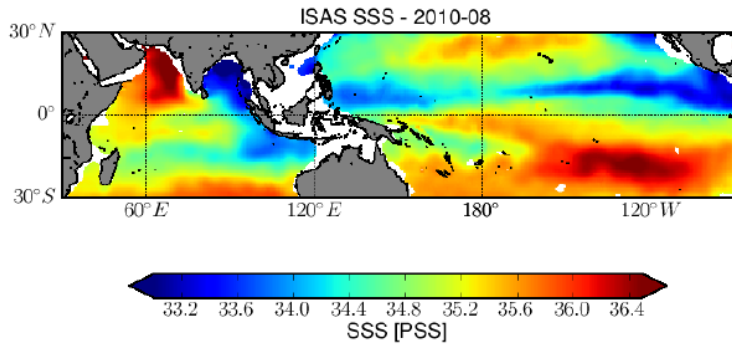 ISAS SSS - 2010-08
30°N
0°
30°S
60°E 120°E 180° 120°W
33.2 33.6 34.0 34.4 34.8 35.2 35.6 36.0 36.4
SSS [PSS]